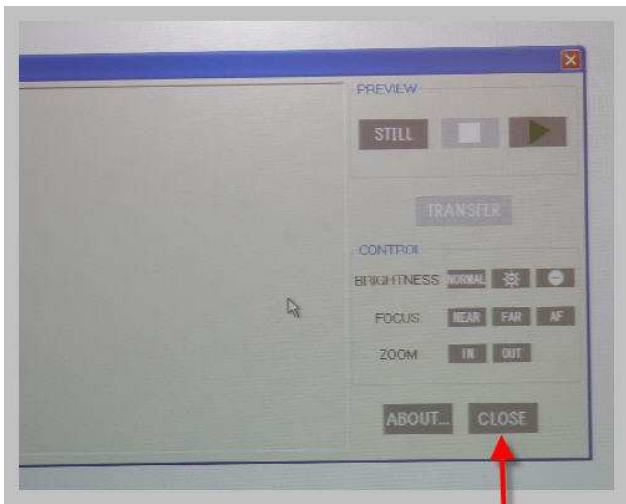 PREVIEW
STILL
TRANSFER
CONTROL
BRIGHTNESS NORMAL
FOCUS NEAR FAR AF
ZOOM IN OUT
ABOUT... CLOSE